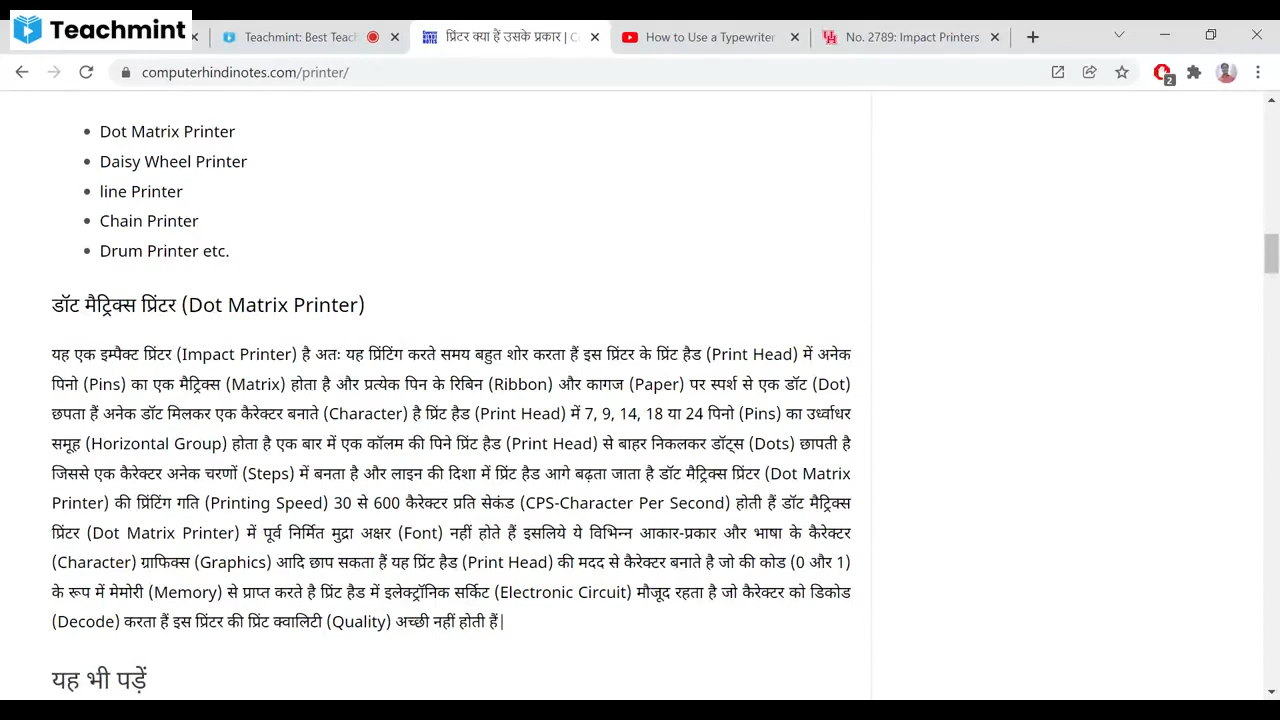 Teachmint
Teachmint: Best Teach
प्रिंटर क्या हैं उसके प्रकार | C
How to Use a Typewriter
No. 2789: Impact Printers
computerhindinotes.com/printer/
2
Dot Matrix Printer
Daisy Wheel Printer
line Printer
Chain Printer
Drum Printer etc.
डॉट मैट्रिक्स प्रिंटर (Dot Matrix Printer)
यह एक इम्पैक्ट प्रिंटर (Impact Printer) है अतः यह प्रिंटिंग करते समय बहुत शोर करता हैं इस प्रिंटर के प्रिंट हैड (Print Head) में अनेक
पिनो (Pins) का एक मैट्रिक्स (Matrix) होता है और प्रत्येक पिन के रिबिन (Ribbon) और कागज (Paper) पर स्पर्श से एक डॉट (Dot)
छपता हैं अनेक डॉट मिलकर एक कैरेक्टर बनाते (Character) है प्रिंट हैड (Print Head) में 7, 9, 14, 18 या 24 पिनो (Pins) का उर्ध्वाधर
समूह (Horizontal Group) होता है एक बार में एक कॉलम की पिने प्रिंट हैड (Print Head) से बाहर निकलकर डॉट्स (Dots) छापती है
जिससे एक कैरेक्टर अनेक चरणों (Steps) में बनता है और लाइन की दिशा में प्रिंट हैड आगे बढ़ता जाता है डॉट मैट्रिक्स प्रिंटर (Dot Matrix
Printer) की प्रिंटिंग गति (Printing Speed) 30 से 600 कैरेक्टर प्रति सेकंड (CPS-Character Per Second) होती हैं डॉट मैट्रिक्स
प्रिंटर (Dot Matrix Printer) में पूर्व निर्मित मुद्रा अक्षर (Font) नहीं होते हैं इसलिये ये विभिन्न आकार-प्रकार और भाषा के कैरेक्टर
(Character) ग्राफिक्स (Graphics) आदि छाप सकता हैं यह प्रिंट हैड (Print Head) की मदद से कैरेक्टर बनाते है जो की कोड (0 और 1)
के रूप में मेमोरी (Memory) से प्राप्त करते है प्रिंट हैड में इलेक्ट्रॉनिक सर्किट (Electronic Circuit) मौजूद रहता है जो कैरेक्टर को डिकोड
(Decode) करता हैं इस प्रिंटर की प्रिंट क्वालिटी (Quality) अच्छी नहीं होती हैं|
यह भी पड़ें